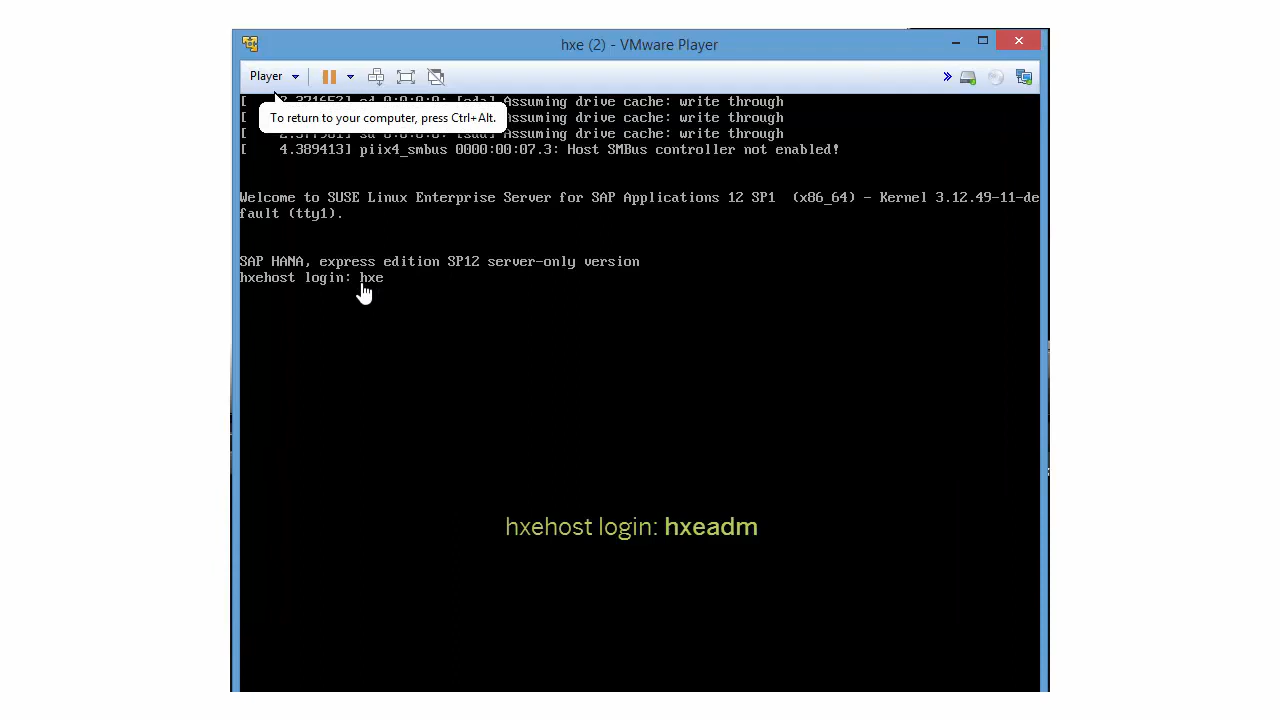 hxe (2) - VMware Player
Player
Assuming drive cache: write through
To return to your computer, press Ctrl+Alt.
Assuming drive cache: write through
Assuming drive cache: write through
[    4.389413] piix4_smbus 0000:00:07.3: Host SMBus controller not enabled!
Welcome to SUSE Linux Enterprise Server for SAP Applications 12 SP1  (x86_64) - Kernel 3.12.49-11-de
fault (tty1).
SAP HANA, express edition SP12 server-only version
hxehost login: hxe
hxehost login: hxeadm